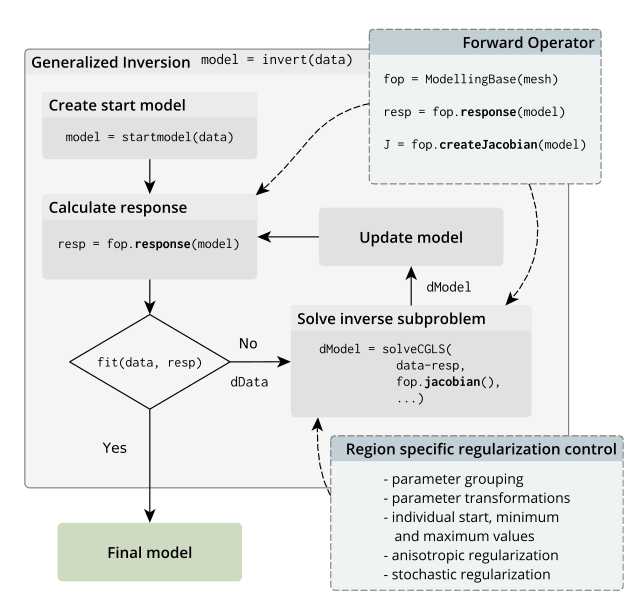 Forward Operator
fop = ModellingBase(mesh)
resp = fop.response(model)
J = fop.createJacobian(model)
Generalized Inversion model = invert(data)
Create start model
model = startmodel(data)
Calculate response
resp = fop.response(model)
Update model
dModel
Solve inverse subproblem
dModel = solveCGLS(
data-resp,
fop.jacobian(),
...)
fit(data, resp)
No
dData
Yes
Final model
Region specific regularization control
- parameter grouping
- parameter transformations
- individual start, minimum
and maximum values
- anisotropic regularization
- stochastic regularization